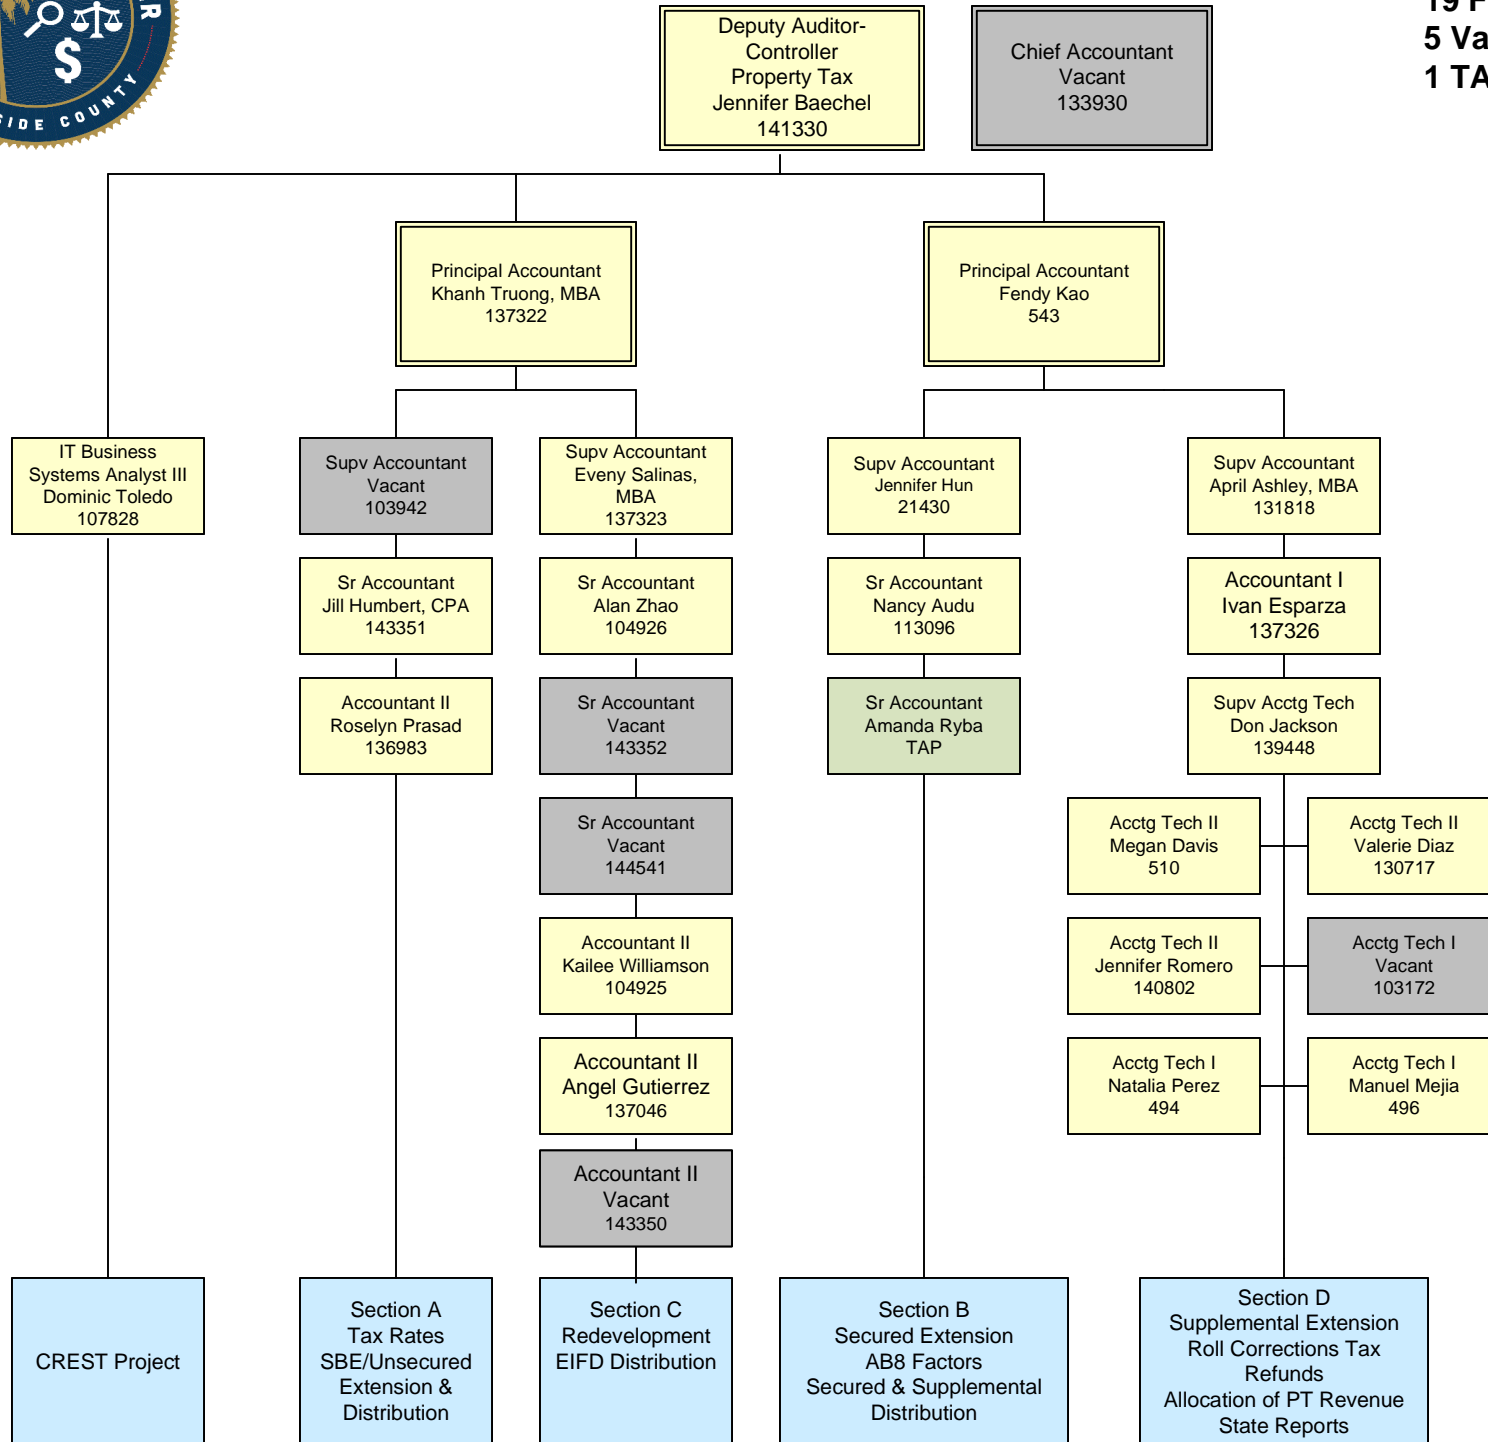 SIDE COUNTY
Deputy Auditor-
Controller
Property Tax
Jennifer Baechel
141330
Chief Accountant
Vacant
133930
19 F
5 Va
1 TA
Principal Accountant
Khanh Truong, MBA
137322
Principal Accountant
Fendy Kao
543
IT Business
Systems Analyst III
Dominic Toledo
107828
Supv Accountant
Vacant
103942
Supv Accountant
Eveny Salinas,
MBA
137323
Supv Accountant
Jennifer Hun
21430
Supv Accountant
April Ashley, MBA
131818
Sr Accountant
Jill Humbert, CPA
143351
Sr Accountant
Alan Zhao
104926
Sr Accountant
Nancy Audu
113096
Accountant I
Ivan Esparza
137326
Accountant II
Roselyn Prasad
136983
Sr Accountant
Vacant
143352
Sr Accountant
Amanda Ryba
TAP
Supv Acctg Tech
Don Jackson
139448
Sr Accountant
Vacant
144541
Acctg Tech II
Megan Davis
510
Acctg Tech II
Valerie Diaz
130717
Accountant II
Kailee Williamson
104925
Acctg Tech II
Jennifer Romero
140802
Acctg Tech I
Vacant
103172
Accountant II
Angel Gutierrez
137046
Acctg Tech I
Natalia Perez
494
Acctg Tech I
Manuel Mejia
496
Accountant II
Vacant
143350
CREST Project
Section A
Tax Rates
SBE/Unsecured
Extension &
Distribution
Section C
Redevelopment
EIFD Distribution
Section B
Secured Extension
AB8 Factors
Secured & Supplemental
Distribution
Section D
Supplemental Extension
Roll Corrections Tax
Refunds
Allocation of PT Revenue
State Reports